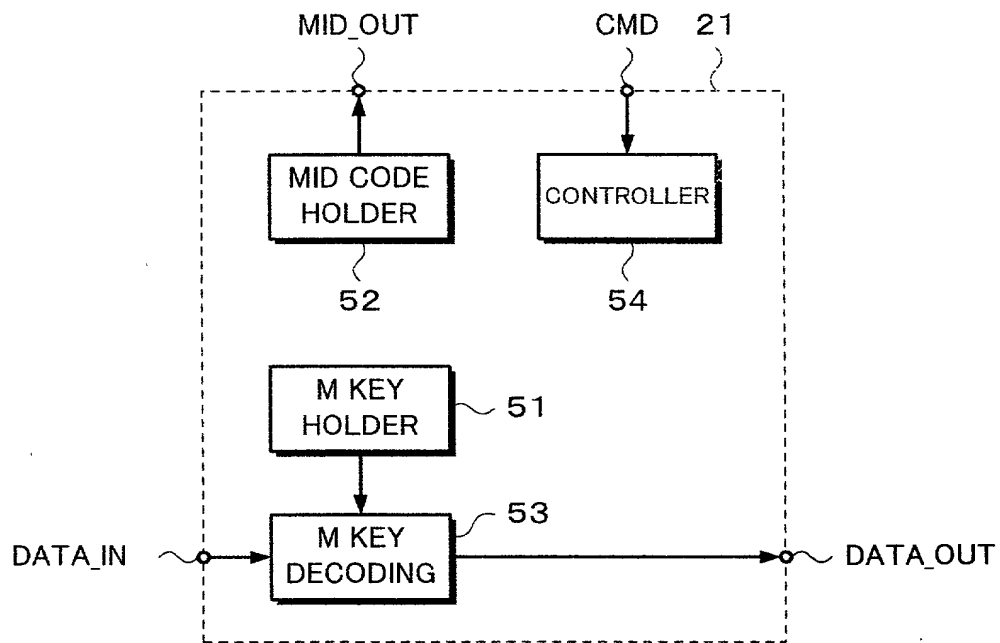 MID_OUT
CMD
21
MID CODE
HOLDER
CONTROLLER
52
54
M KEY
HOLDER
51
53
DATA_IN
M KEY
DECODING
DATA_OUT